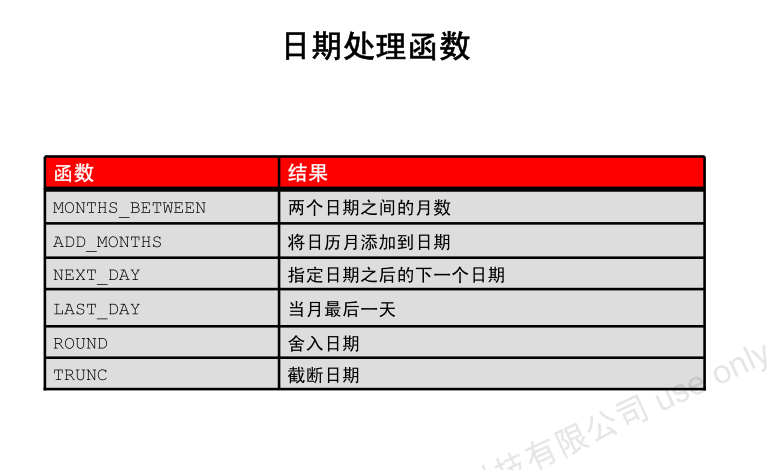 日期处理函数
函数 结果
MONTHS_BETWEEN 两个日期之间的月数
ADD_MONTHS 将日历月添加到日期
NEXT_DAY 指定日期之后的下一个日期
LAST_DAY 当月最后一天
ROUND 舍入日期
TRUNC 截断日期
技有限公司 use only